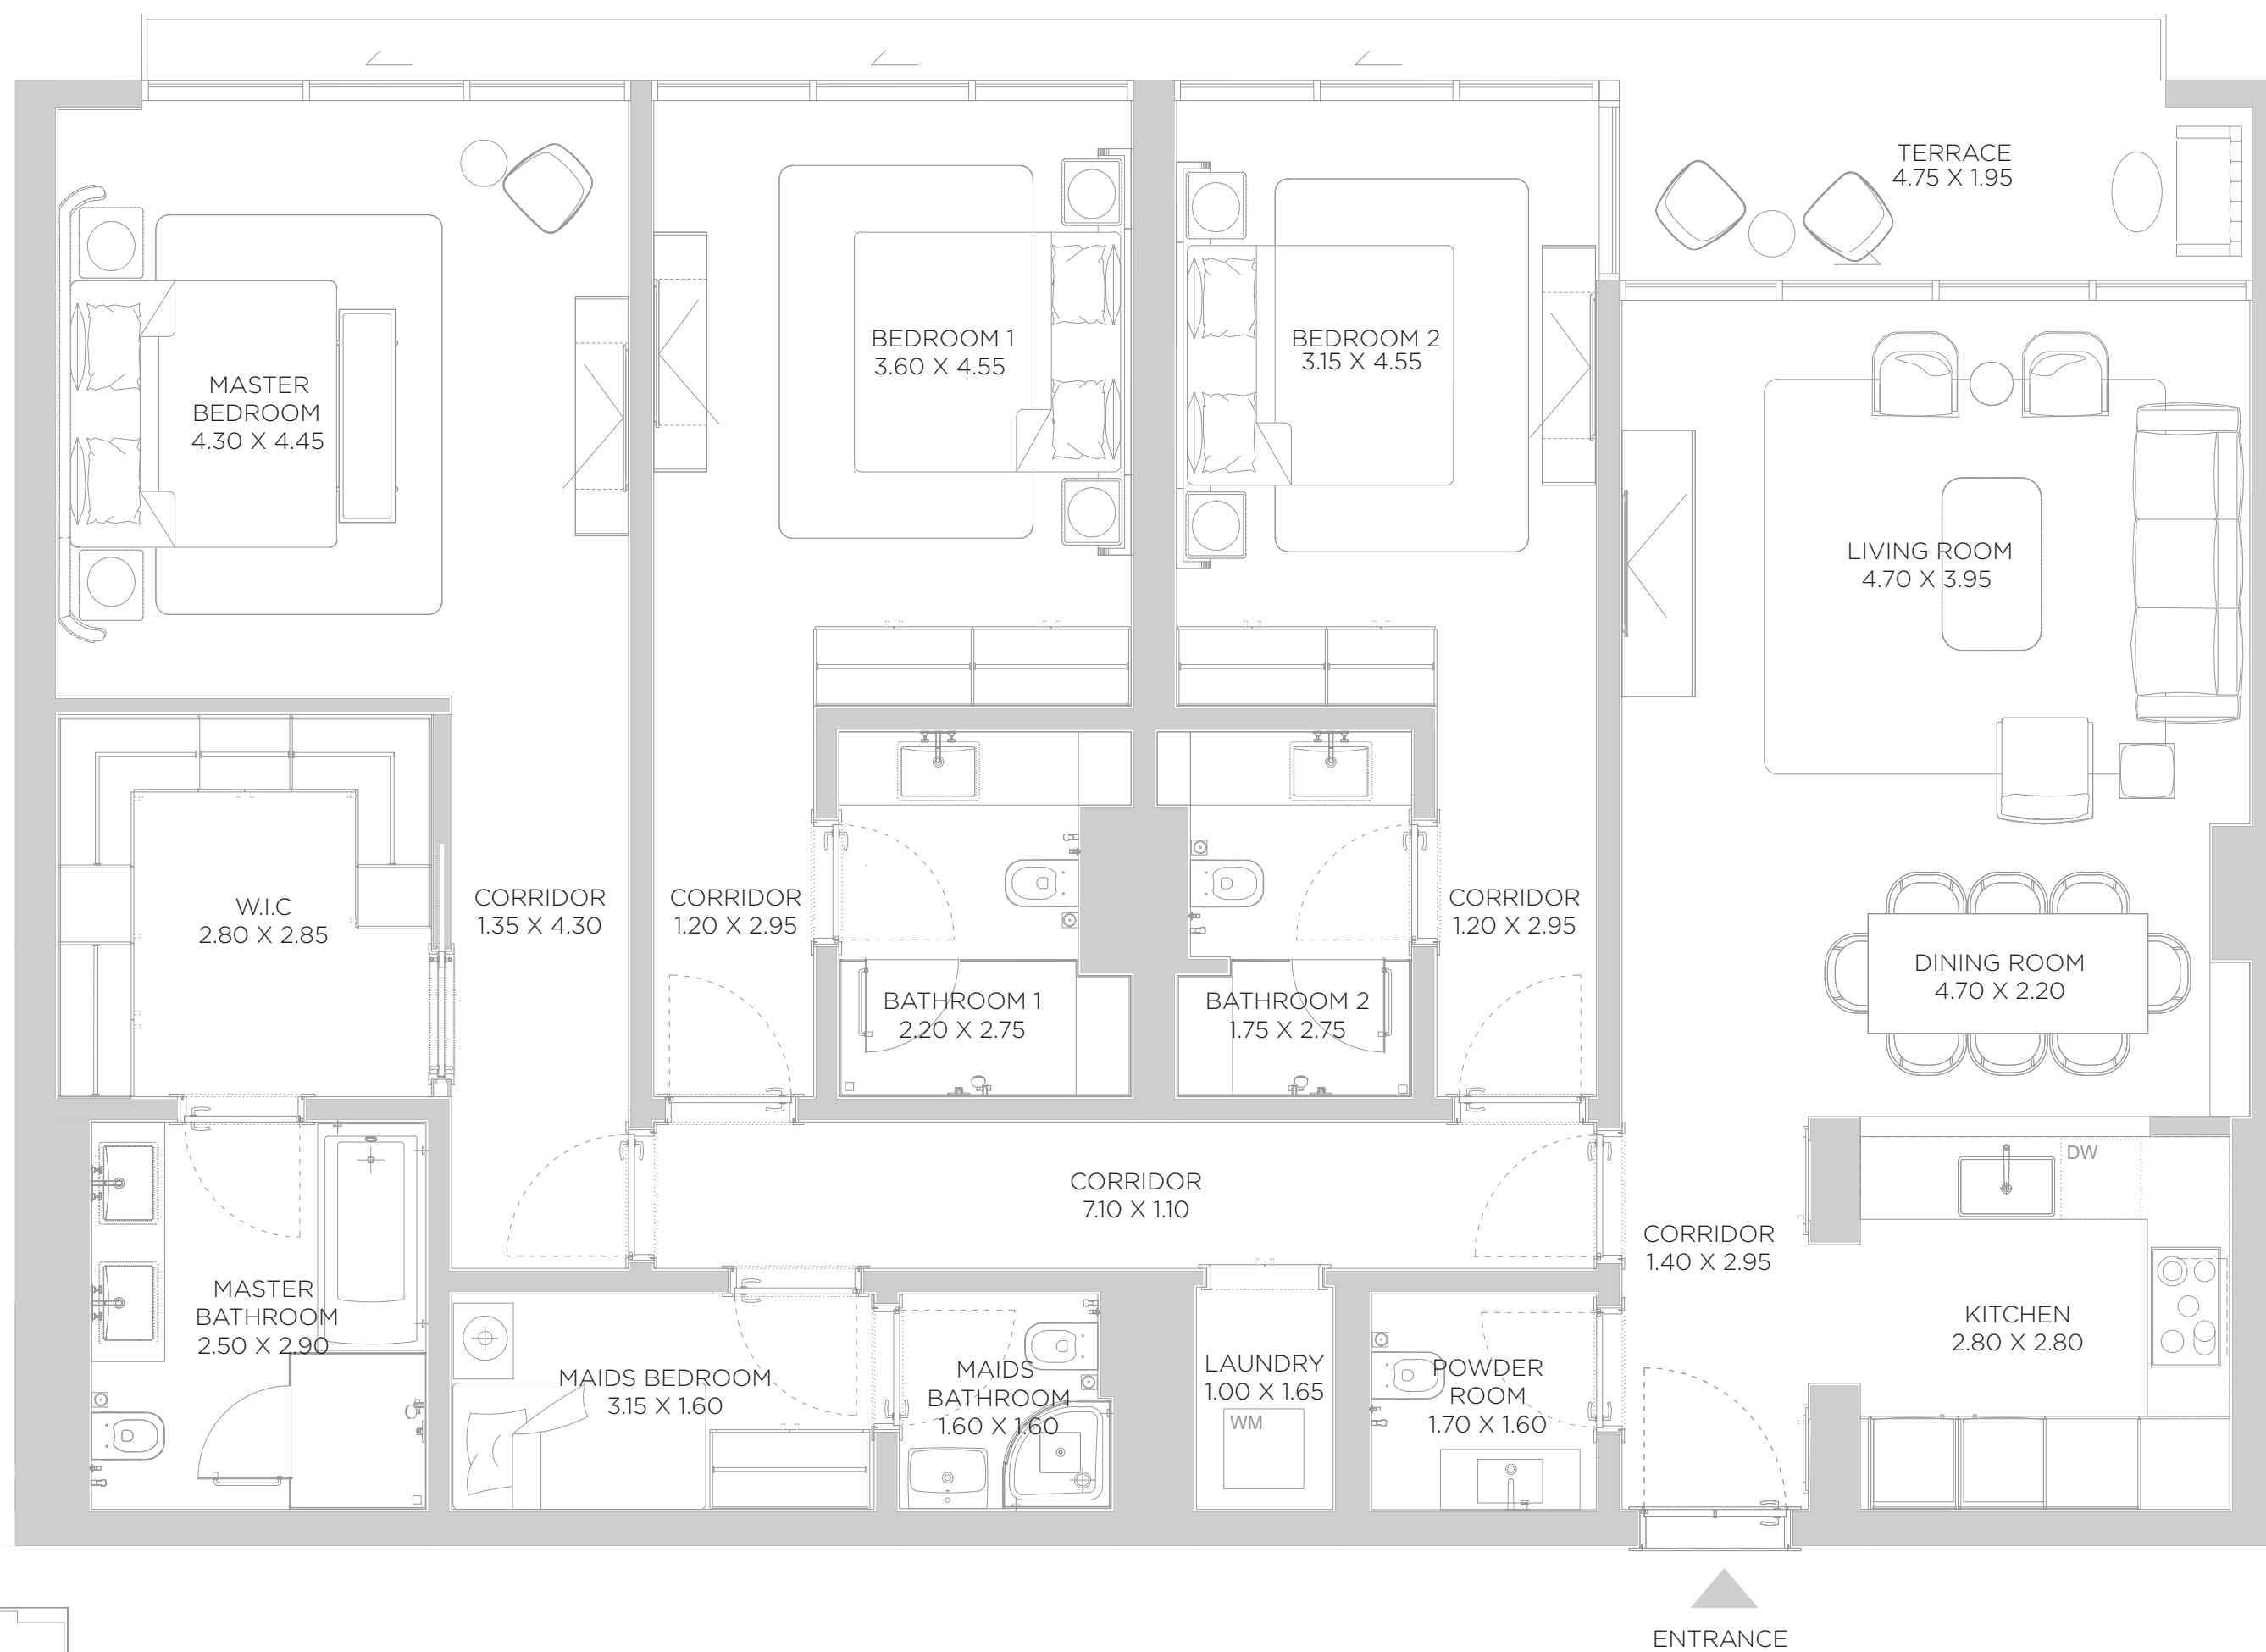 TERRACE
4.75 X 1.95
BEDROOM 1
3.60 X 4.55
BEDROOM 2
3.15 X 4.55
MASTER
BEDROOM
4.30 X 4.45
LIVING ROOM
4.70 X 3.95
W.I.C
2.80 X 2.85
CORRIDOR
1.35 X 4.30
CORRIDOR
1.20 X 2.95
CORRIDOR
1.20 X 2.95
DINING ROOM
4.70 X 2.20
BATHROOM 1
2.20 X 2.75
BATHROOM 2
1.75 X 2.75
DW
CORRIDOR
7.10 X 1.10
CORRIDOR
1.40 X 2.95
MASTER
BATHROOM
2.50 X 2.90
KITCHEN
2.80 X 2.80
MAIDS BEDROOM
3.15 X 1.60
MAIDS
BATHROOM
1.60 X 1.60
LAUNDRY
1.00 X 1.65
WM
POWDER
ROOM
1.70 X 1.60
ENTRANCE